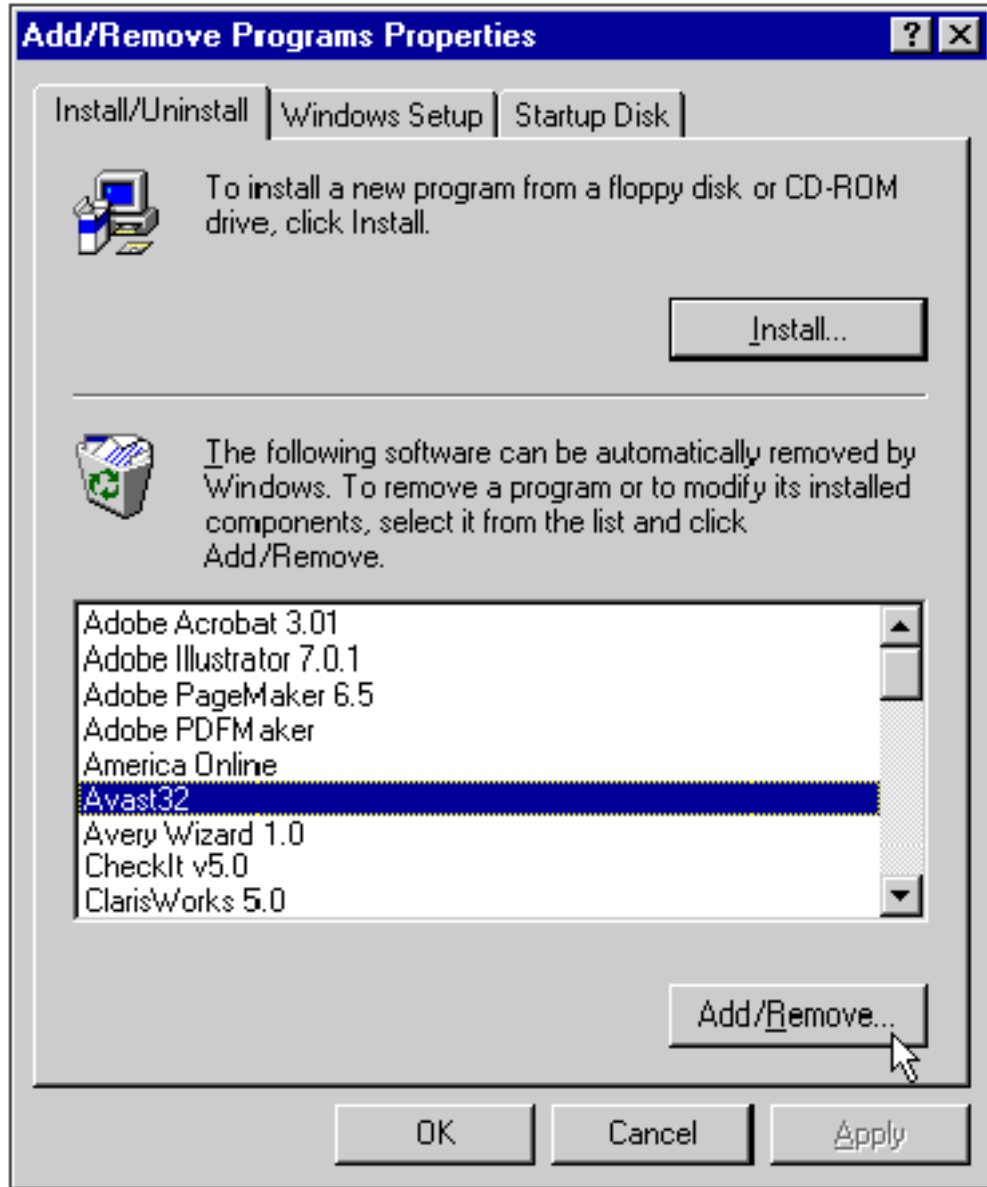 Add/Remove Programs Properties
Install/Uninstall
Windows Setup
Startup Disk
To install a new program from a floppy disk or CD-ROM
drive, click Install.
Install...
The following software can be automatically removed by
Windows. To remove a program or to modify its installed
components, select it from the list and click
Add/Remove.
Adobe Acrobat 3.01
Adobe Illustrator 7.0.1
Adobe PageMaker 6.5
Adobe PDFMaker
America Online
Avast32
Avery Wizard 1.0
CheckIt v5.0
ClarisWorks 5.0
Add/Remove...
OK
Cancel
Apply